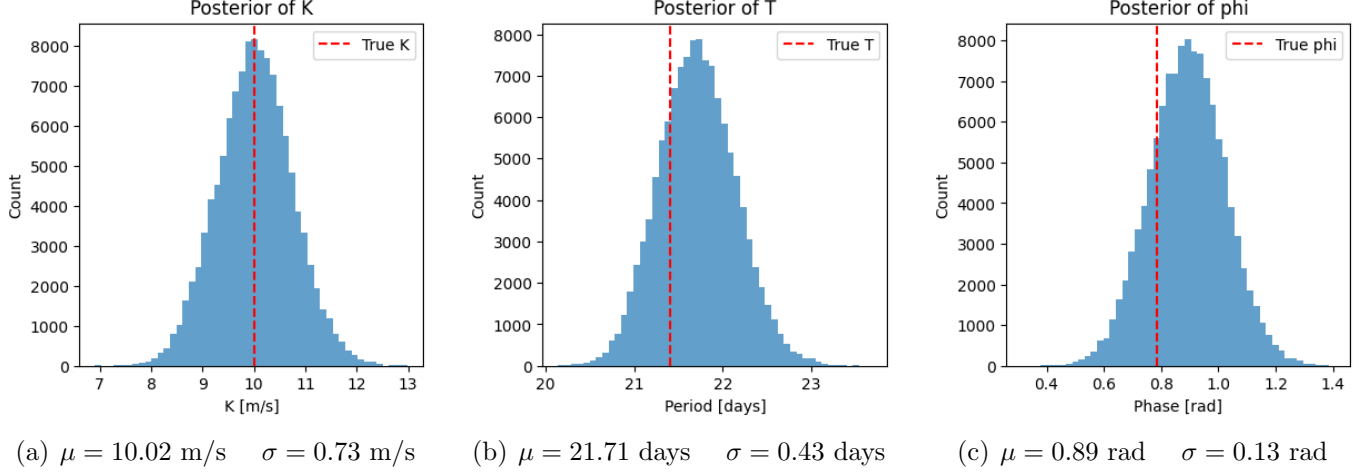 Posterior of K
8000
7000
6000
5000
4000
3000
2000
1000
0
Count
True K
7 8 9 10 11 12 13
K [m/s]
(a) μ = 10.02 m/s σ = 0.73 m/s
Posterior of T
8000
7000
6000
5000
4000
3000
2000
1000
0
Count
True T
20 21 22 23
Period [days]
(b) μ = 21.71 days σ = 0.43 days
Posterior of phi
8000
7000
6000
5000
4000
3000
2000
1000
0
Count
True phi
0.4 0.6 0.8 1.0 1.2 1.4
Phase [rad]
(c) μ = 0.89 rad σ = 0.13 rad